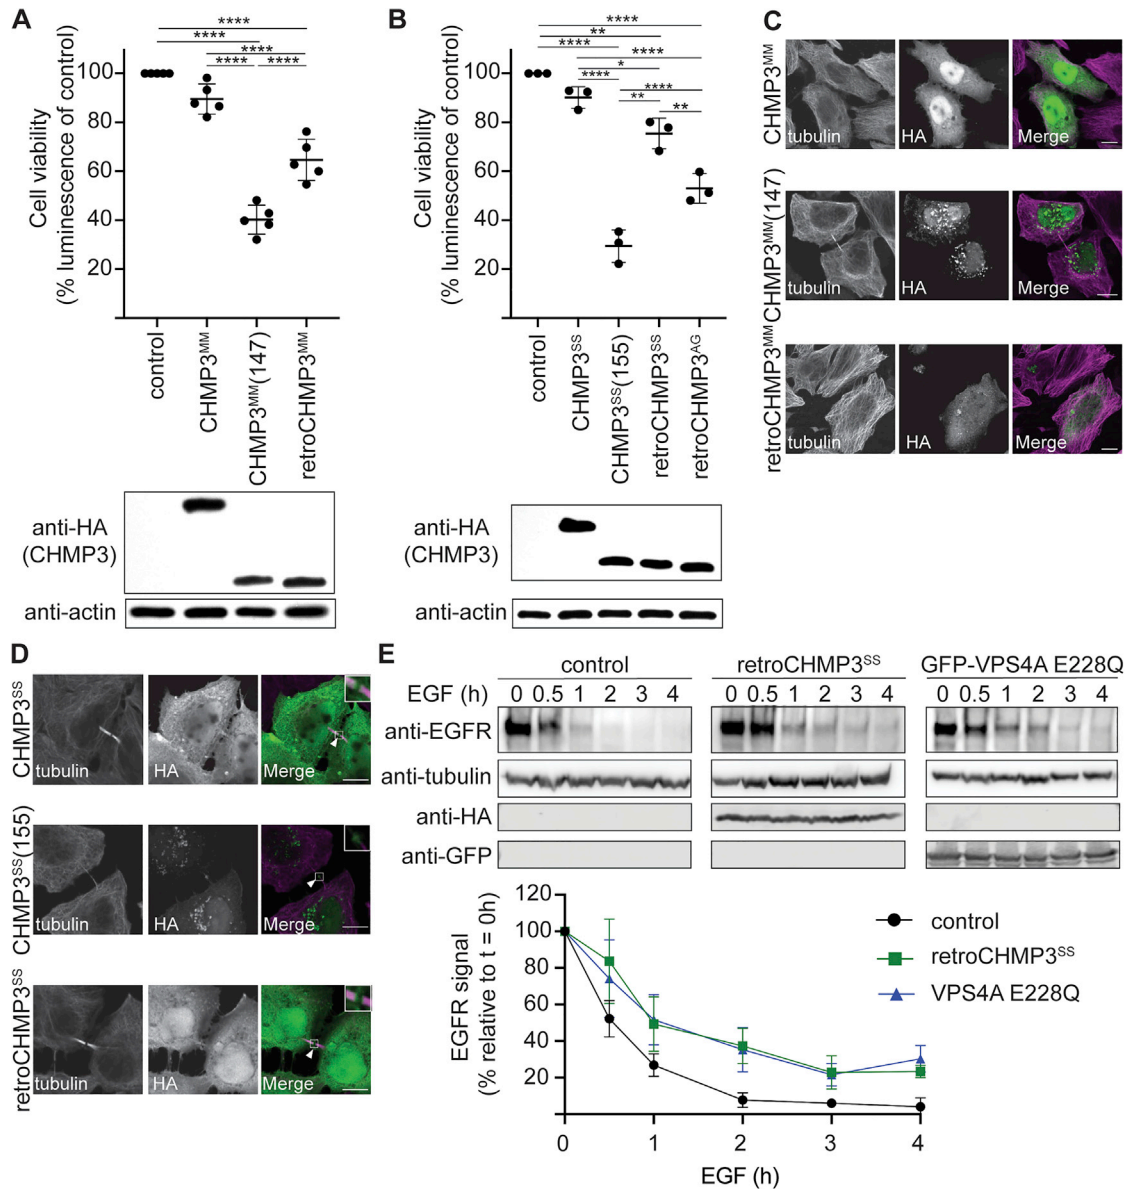 A
****
****
****
****
****
Cell viability
(% luminescence of control)
100
80
60
40
20
control
CHMP3MM
CHMP3MM(147)
retroCHMP3MM
anti-HA
(CHMP3)
anti-actin
B
****
**
****
****
*
****
****
**
**
Cell viability
(% luminescence of control)
100
80
60
40
20
control
CHMP3SS
CHMP3SS(155)
retroCHMP3SS
retroCHMP3AG
anti-HA
(CHMP3)
anti-actin
C
CHMP3MM
tubulin
HA
Merge
CHMP3MM(147)
tubulin
HA
Merge
retroCHMP3MM
tubulin
HA
Merge
D
CHMP3SS
tubulin
HA
Merge
CHMP3SS(155)
tubulin
HA
Merge
retroCHMP3SS
tubulin
HA
Merge
E
control
retroCHMP3SS
GFP-VPS4A E228Q
EGF (h)
0 0.5 1 2 3 4
0 0.5 1 2 3 4
0 0.5 1 2 3 4
anti-EGFR
anti-tubulin
anti-HA
anti-GFP
EGFR signal
(% relative to t = 0h)
120
100
80
60
40
20
0 1 2 3 4
EGF (h)
control
retroCHMP3SS
VPS4A E228Q